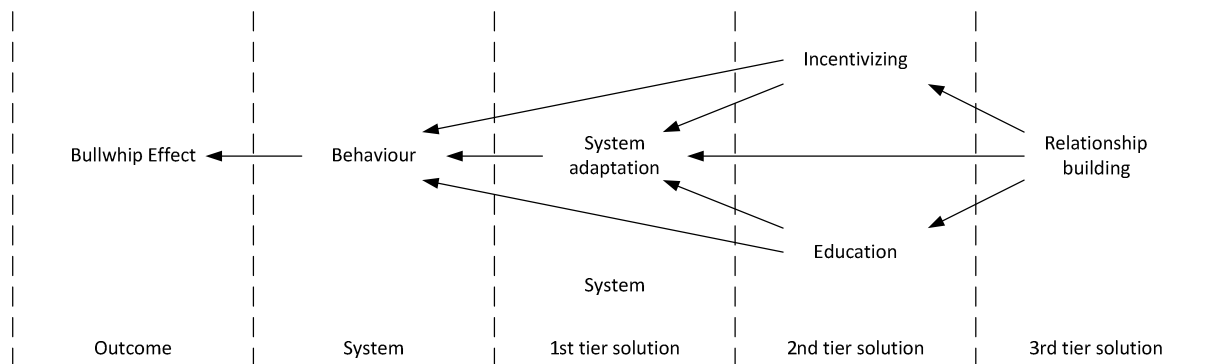 Incentivizing
Bullwhip Effect
Behaviour
System
adaptation
Relationship
building
Education
System
Outcome
System
1st tier solution
2nd tier solution
3rd tier solution